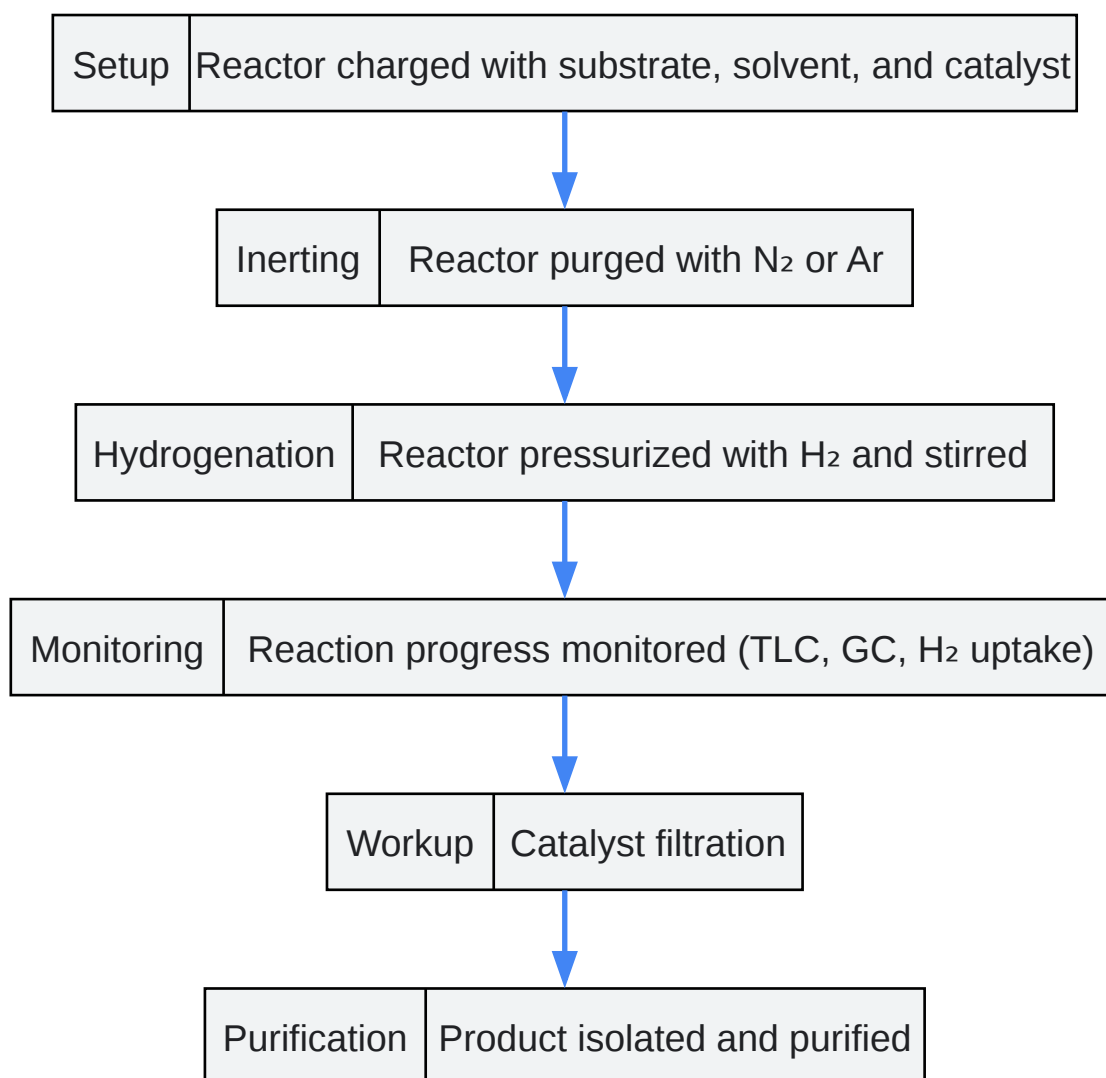 Setup Reactor charged with substrate, solvent, and catalyst
Inerting Reactor purged with N₂ or Ar
Hydrogenation Reactor pressurized with H₂ and stirred
Monitoring Reaction progress monitored (TLC, GC, H₂ uptake)
Workup Catalyst filtration
Purification Product isolated and purified